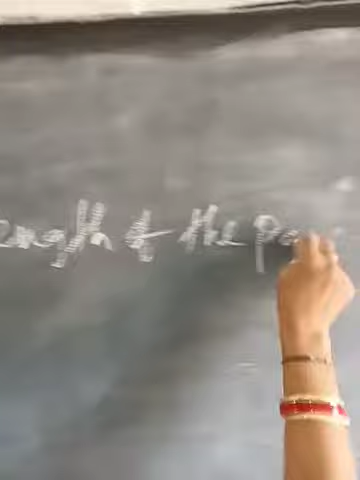 ength of the pa